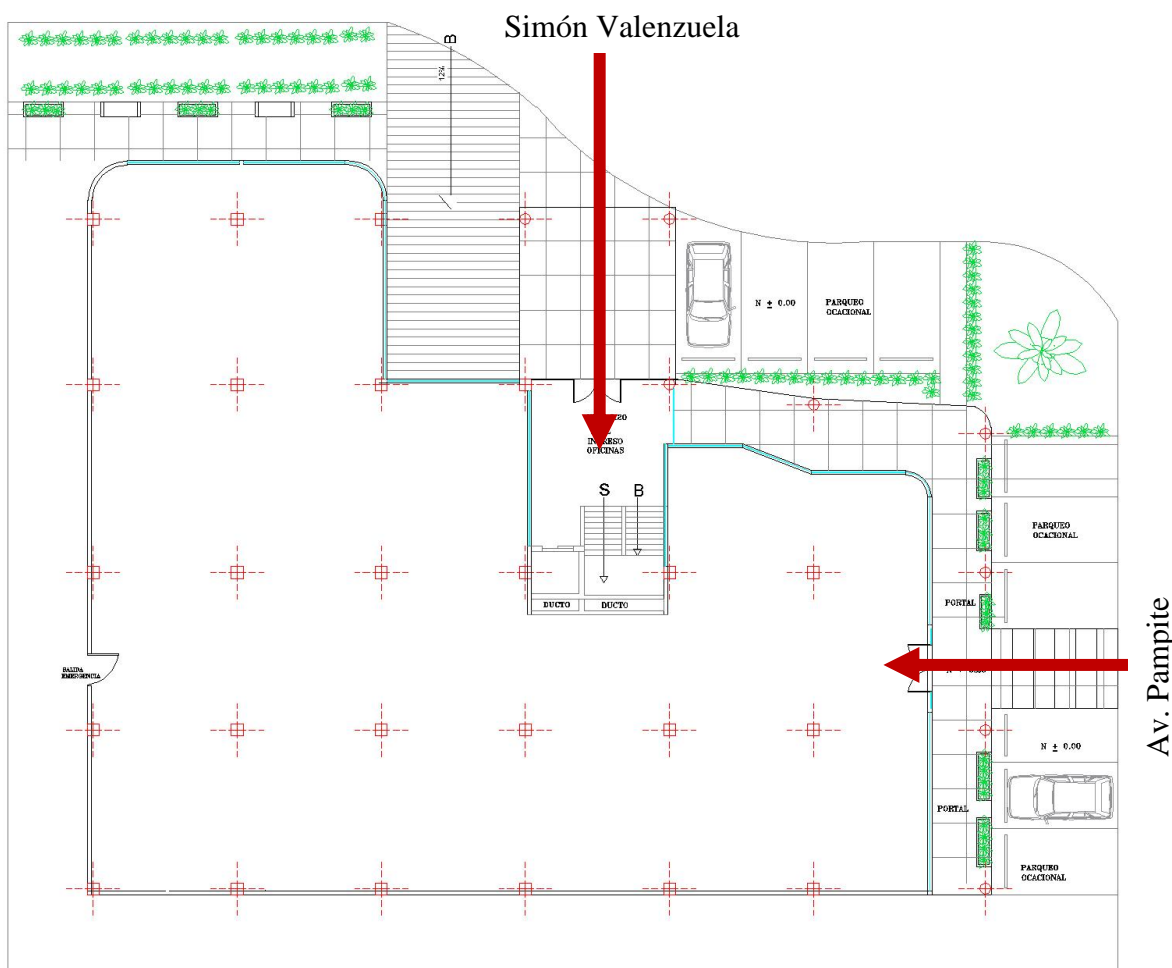 Simón Valenzuela
B
12%
N ± 0.00
PARQUEO
OCACIONAL
INGRESO
OFICINAS
S
B
PARQUEO
OCACIONAL
DUCTO
DUCTO
PORTAL
SALIDA
EMERGENCIA
Av. Pampite
N ± 0.00
PORTAL
PARQUEO
OCACIONAL